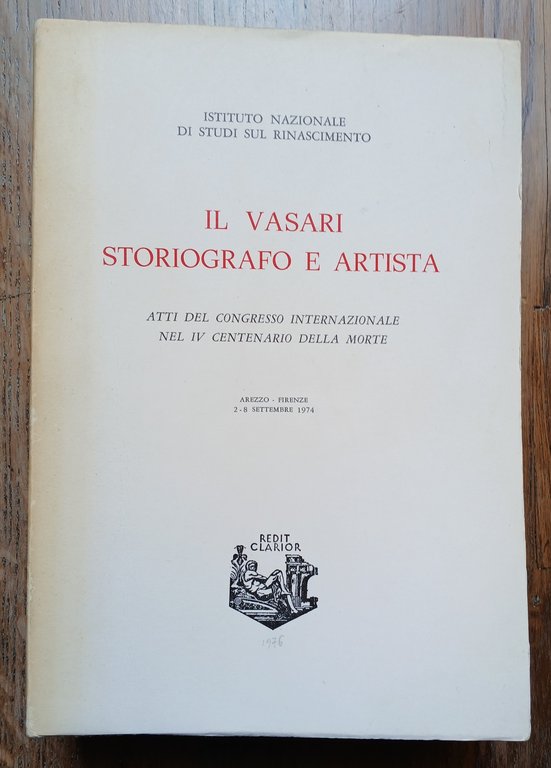 ISTITUTO NAZIONALE
DI STUDI SUL RINASCIMENTO
IL VASARI
STORIOGRAFO E ARTISTA
ATTI DEL CONGRESSO INTERNAZIONALE
NEL IV CENTENARIO DELLA MORTE
AREZZO - FIRENZE
2-8 SETTEMBRE 1974
REDIT
CLARIOR
1976